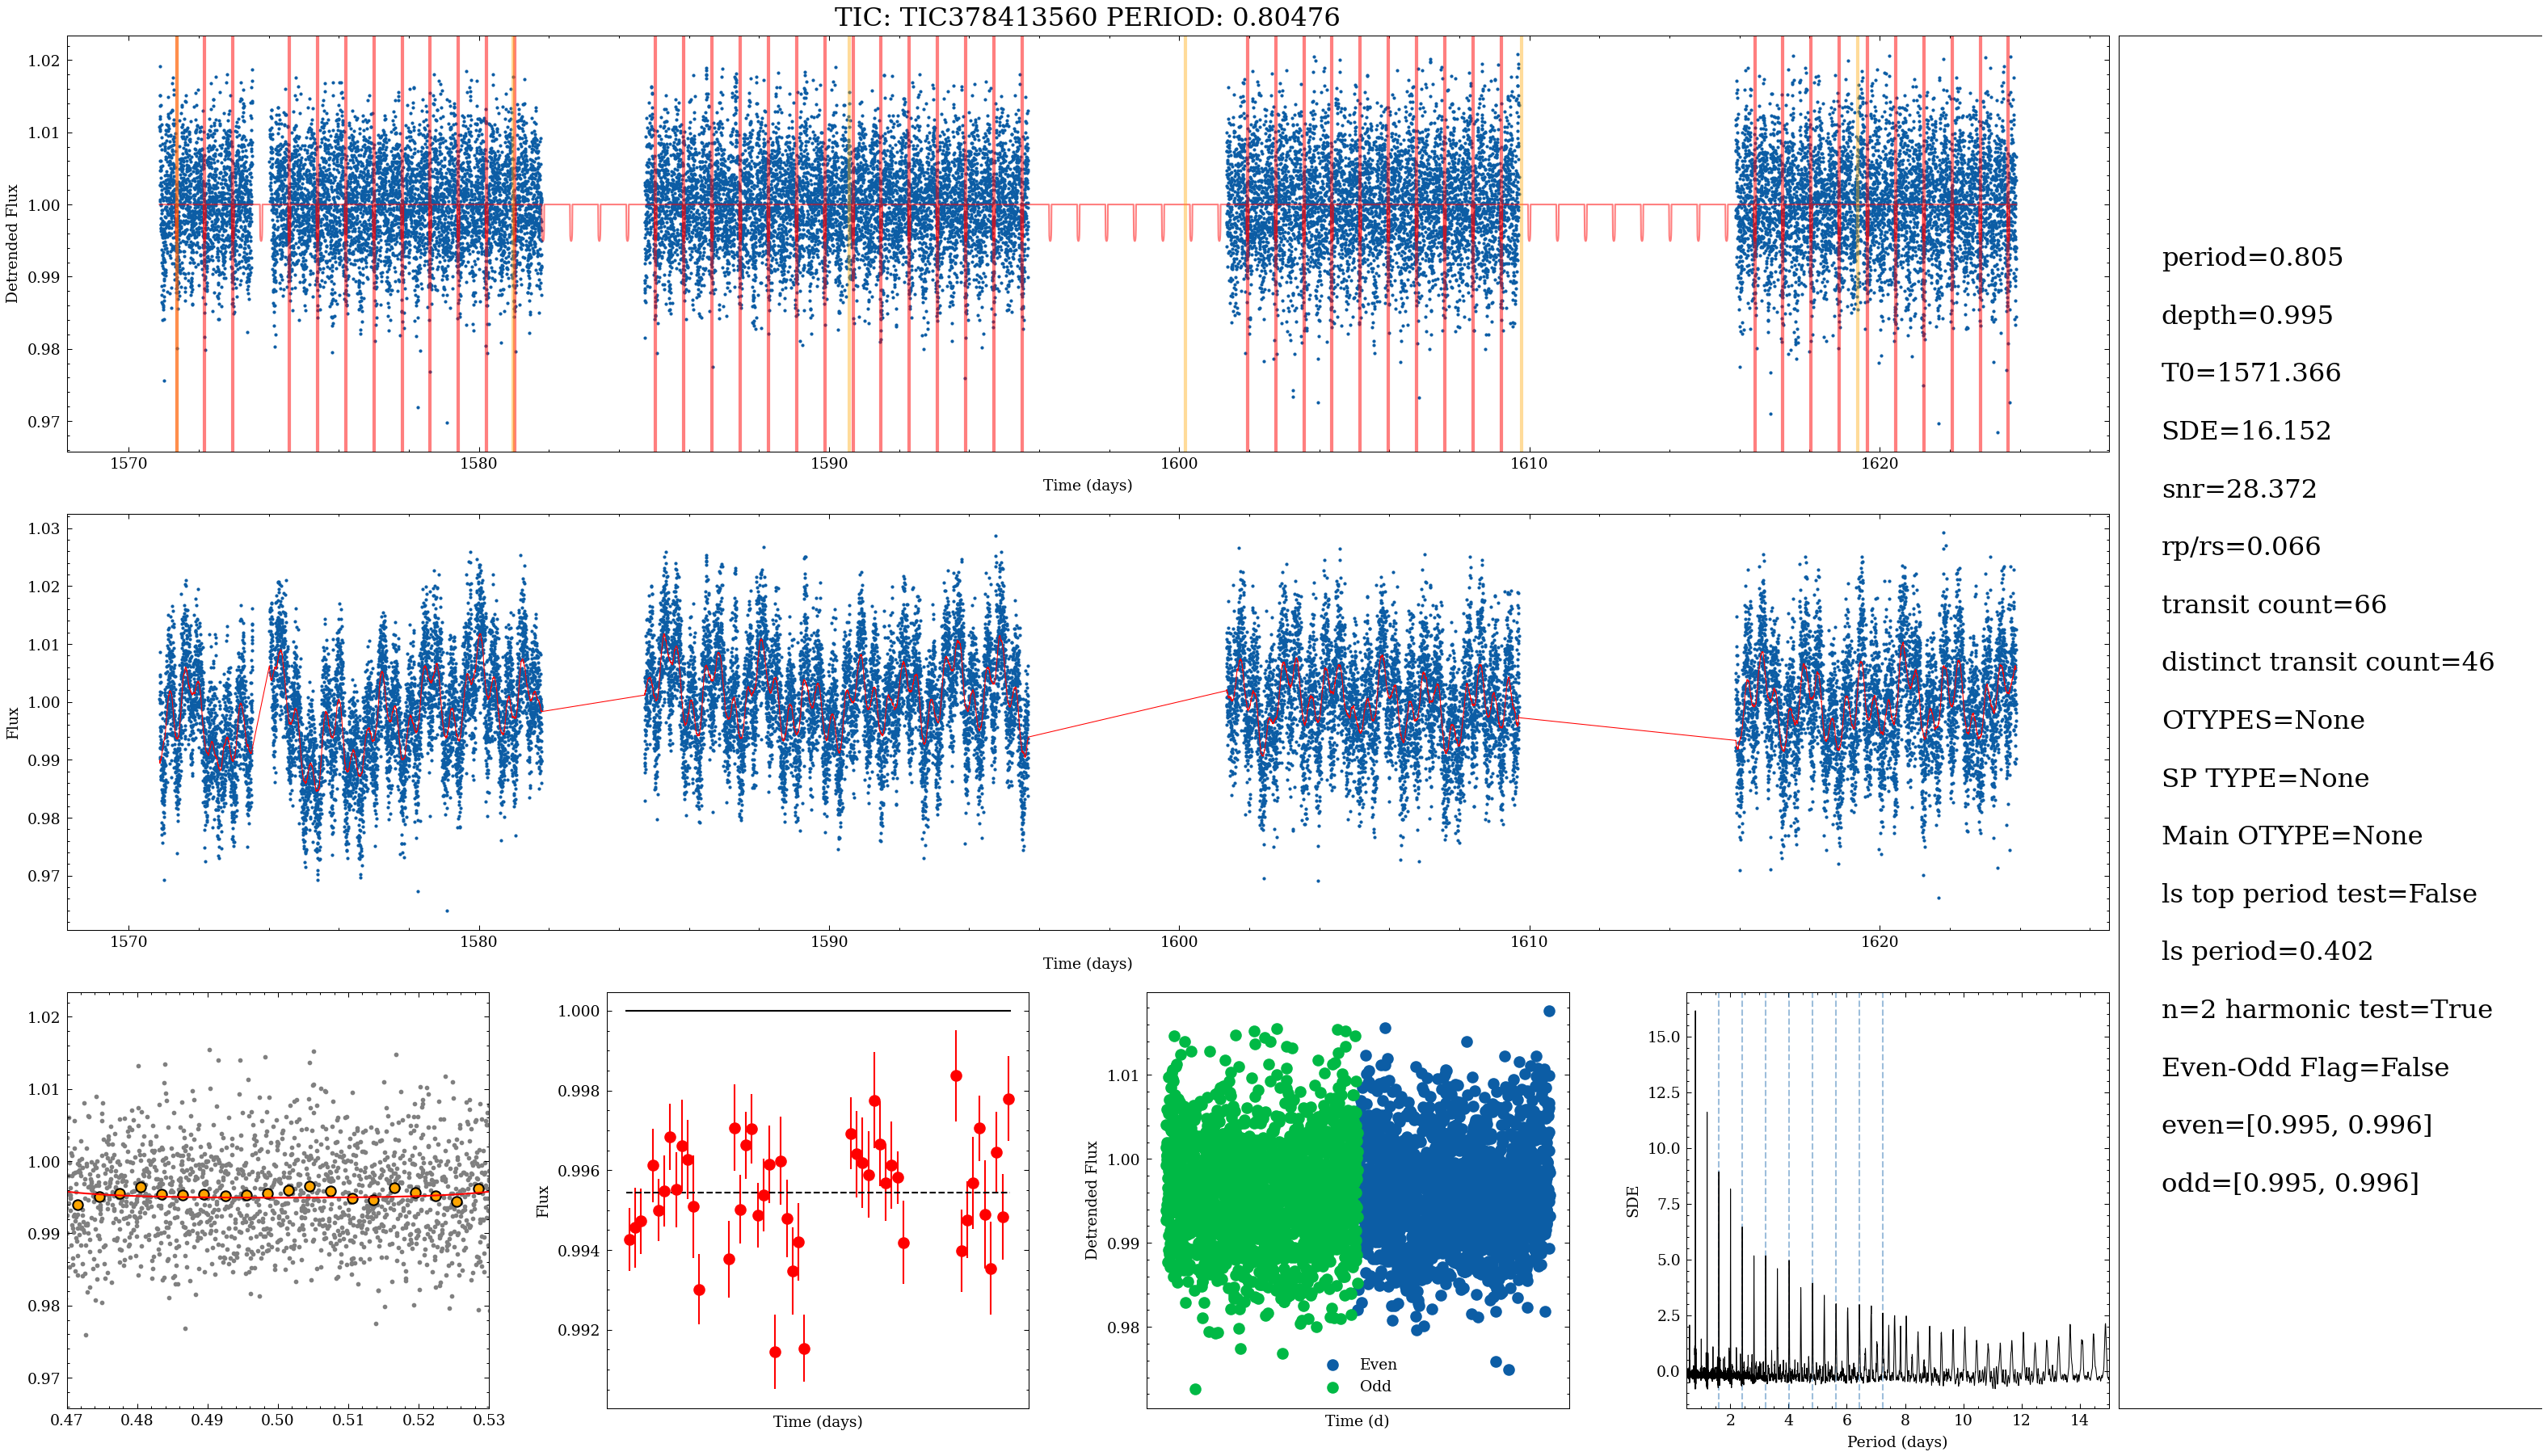 TIC: TIC378413560 PERIOD: 0.80476
1.02
1.01
1.00
0.99
0.98
0.97
Detrended Flux
1570
1580
1590
1600
1610
1620
Time (days)
1.03
1.02
1.01
1.00
0.99
0.98
0.97
Flux
1570
1580
1590
1600
1610
1620
Time (days)
1.02
1.01
1.00
0.99
0.98
0.97
0.47
0.48
0.49
0.50
0.51
0.52
0.53
1.000
0.998
0.996
0.994
0.992
Flux
Time (days)
1.01
1.00
0.99
0.98
Detrended Flux
Even
Odd
Time (d)
15.0
12.5
10.0
7.5
5.0
2.5
0.0
SDE
2
4
6
8
10
12
14
Period (days)
period=0.805
depth=0.995
T0=1571.366
SDE=16.152
snr=28.372
rp/rs=0.066
transit count=66
distinct transit count=46
OTYPES=None
SP TYPE=None
Main OTYPE=None
ls top period test=False
ls period=0.402
n=2 harmonic test=True
Even-Odd Flag=False
even=[0.995, 0.996]
odd=[0.995, 0.996]